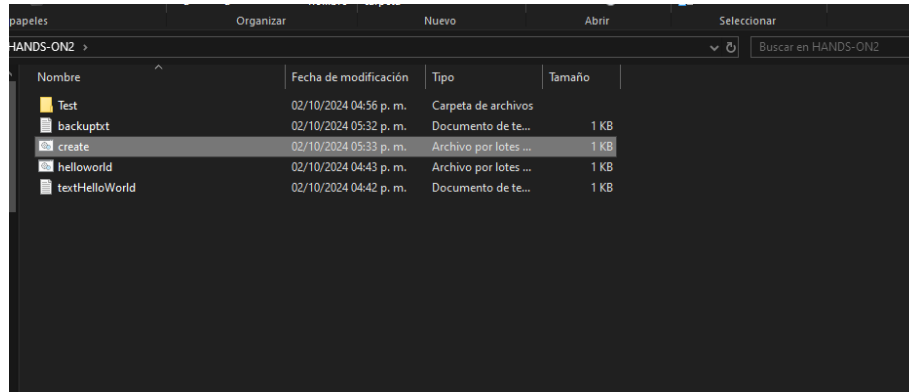 papeles Organizar Nuevo Abrir Seleccionar
HANDS-ON2 Buscar en HANDS-ON2
Nombre Fecha de modificación Tipo Tamaño
Test 02/10/2024 04:56 p. m. Carpeta de archivos
backuptxt 02/10/2024 05:32 p. m. Documento de te... 1 KB
create 02/10/2024 05:33 p. m. Archivo por lotes ... 1 KB
helloworld 02/10/2024 04:43 p. m. Archivo por lotes ... 1 KB
textHelloWorld 02/10/2024 04:42 p. m. Documento de te... 1 KB